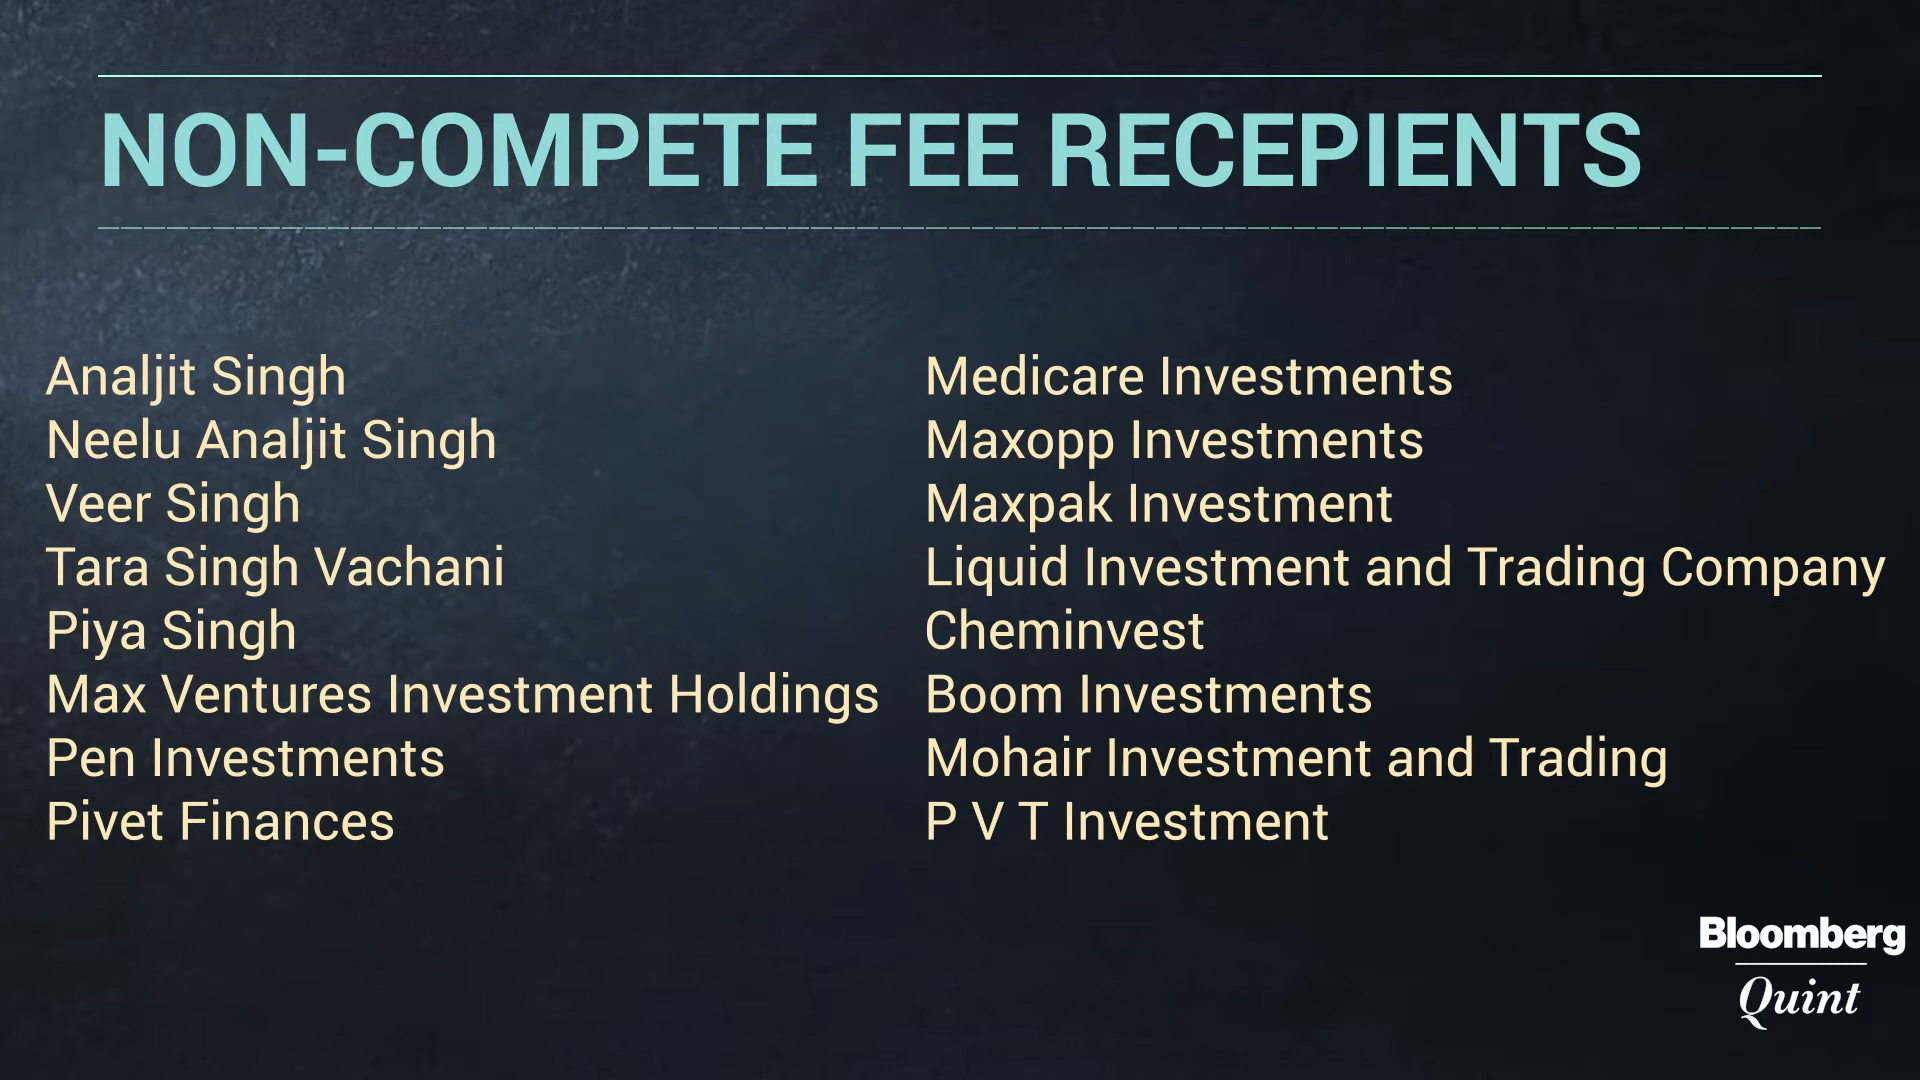 NON-COMPETE FEE RECEPIENTS
Analjit Singh
Neelu Analjit Singh
Veer Singh
Tara Singh Vachani
Piya Singh
Max Ventures Investment Holdings
Pen Investments
Pivet Finances
Medicare Investments
Maxopp Investments
Maxpak Investment
Liquid Investment and Trading Company
Cheminvest
Boom Investments
Mohair Investment and Trading
P V T Investment
Bloomberg
Quint